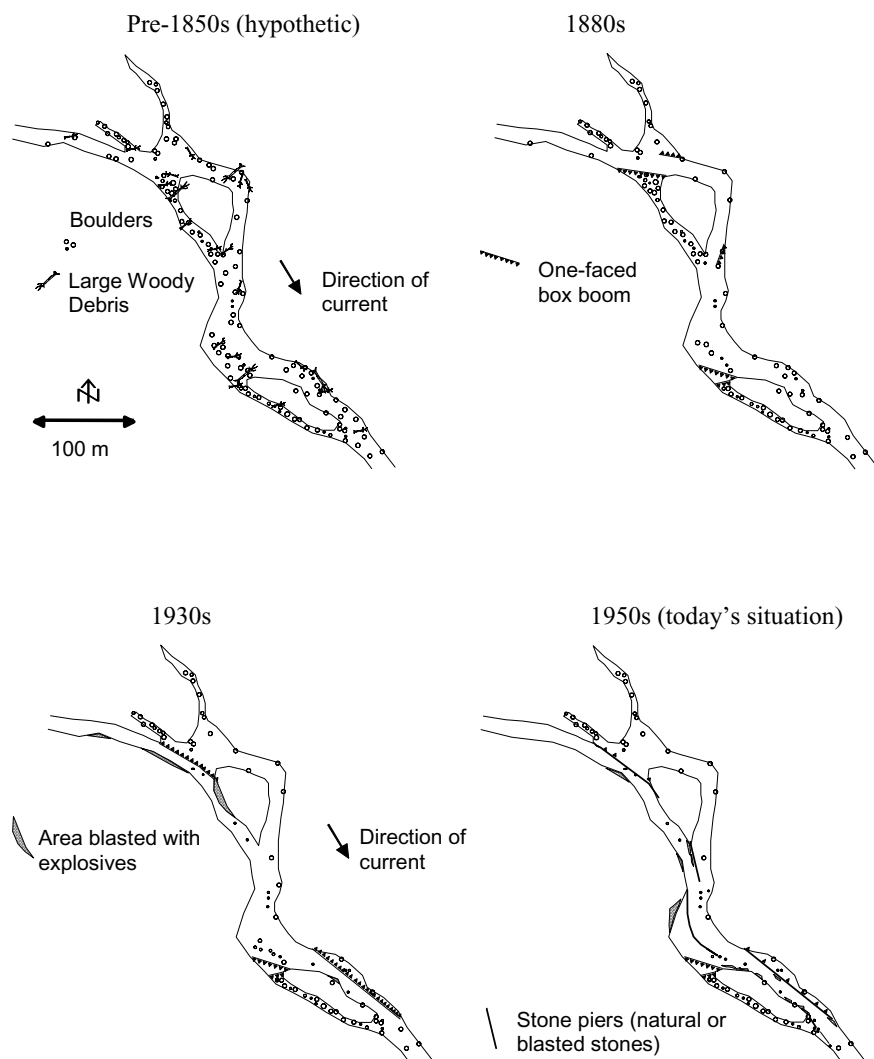 Pre-1850s (hypothetic)
1880s
Boulders
Large Woody
Debris
Direction of
current
One-faced
box boom
N
100 m
1930s
1950s (today’s situation)
Area blasted with
explosives
Direction of
current
Stone piers (natural or
blasted stones)